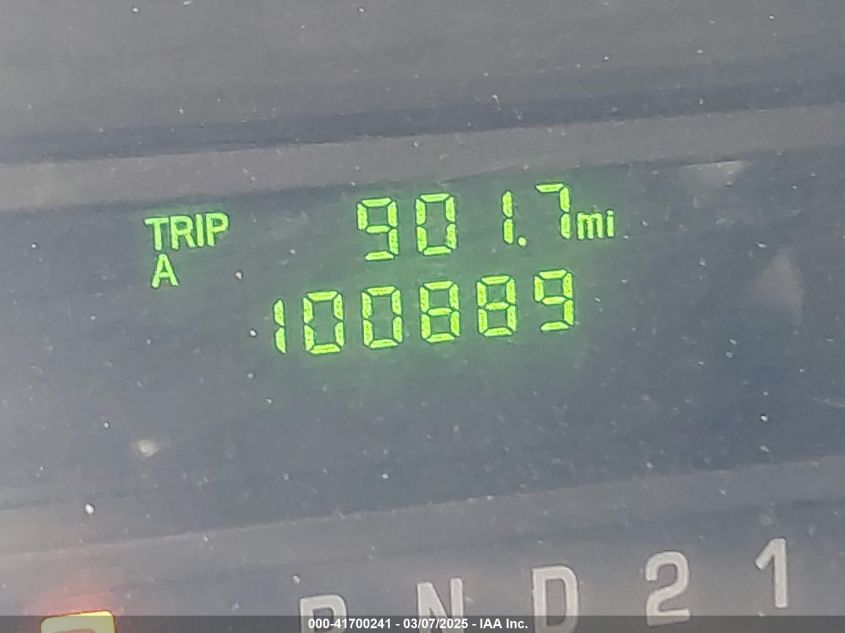 TRIP 901.7mi
A
100889
R N D 2 1
000-41700241 - 03/07/2025 - IAA Inc.